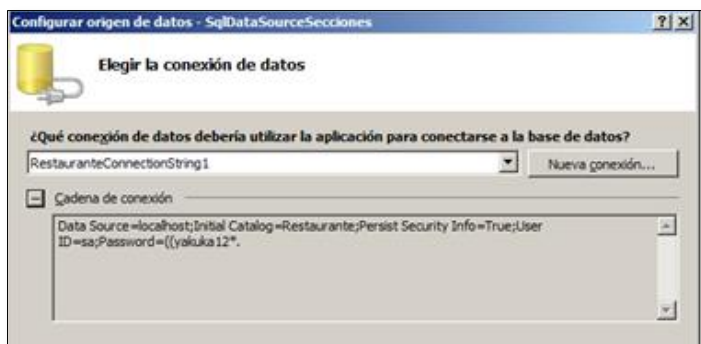 Configurar origen de datos - SqlDataSourceSecciones
Elegir la conexión de datos
¿Qué conexión de datos debería utilizar la aplicación para conectarse a la base de datos?
RestauranteConnectionString1
Nueva conexión...
Cadena de conexión
Data Source=localhost;Initial Catalog=Restaurante;Persist Security Info=True;User
ID=sa;Password=((yakuka12*.